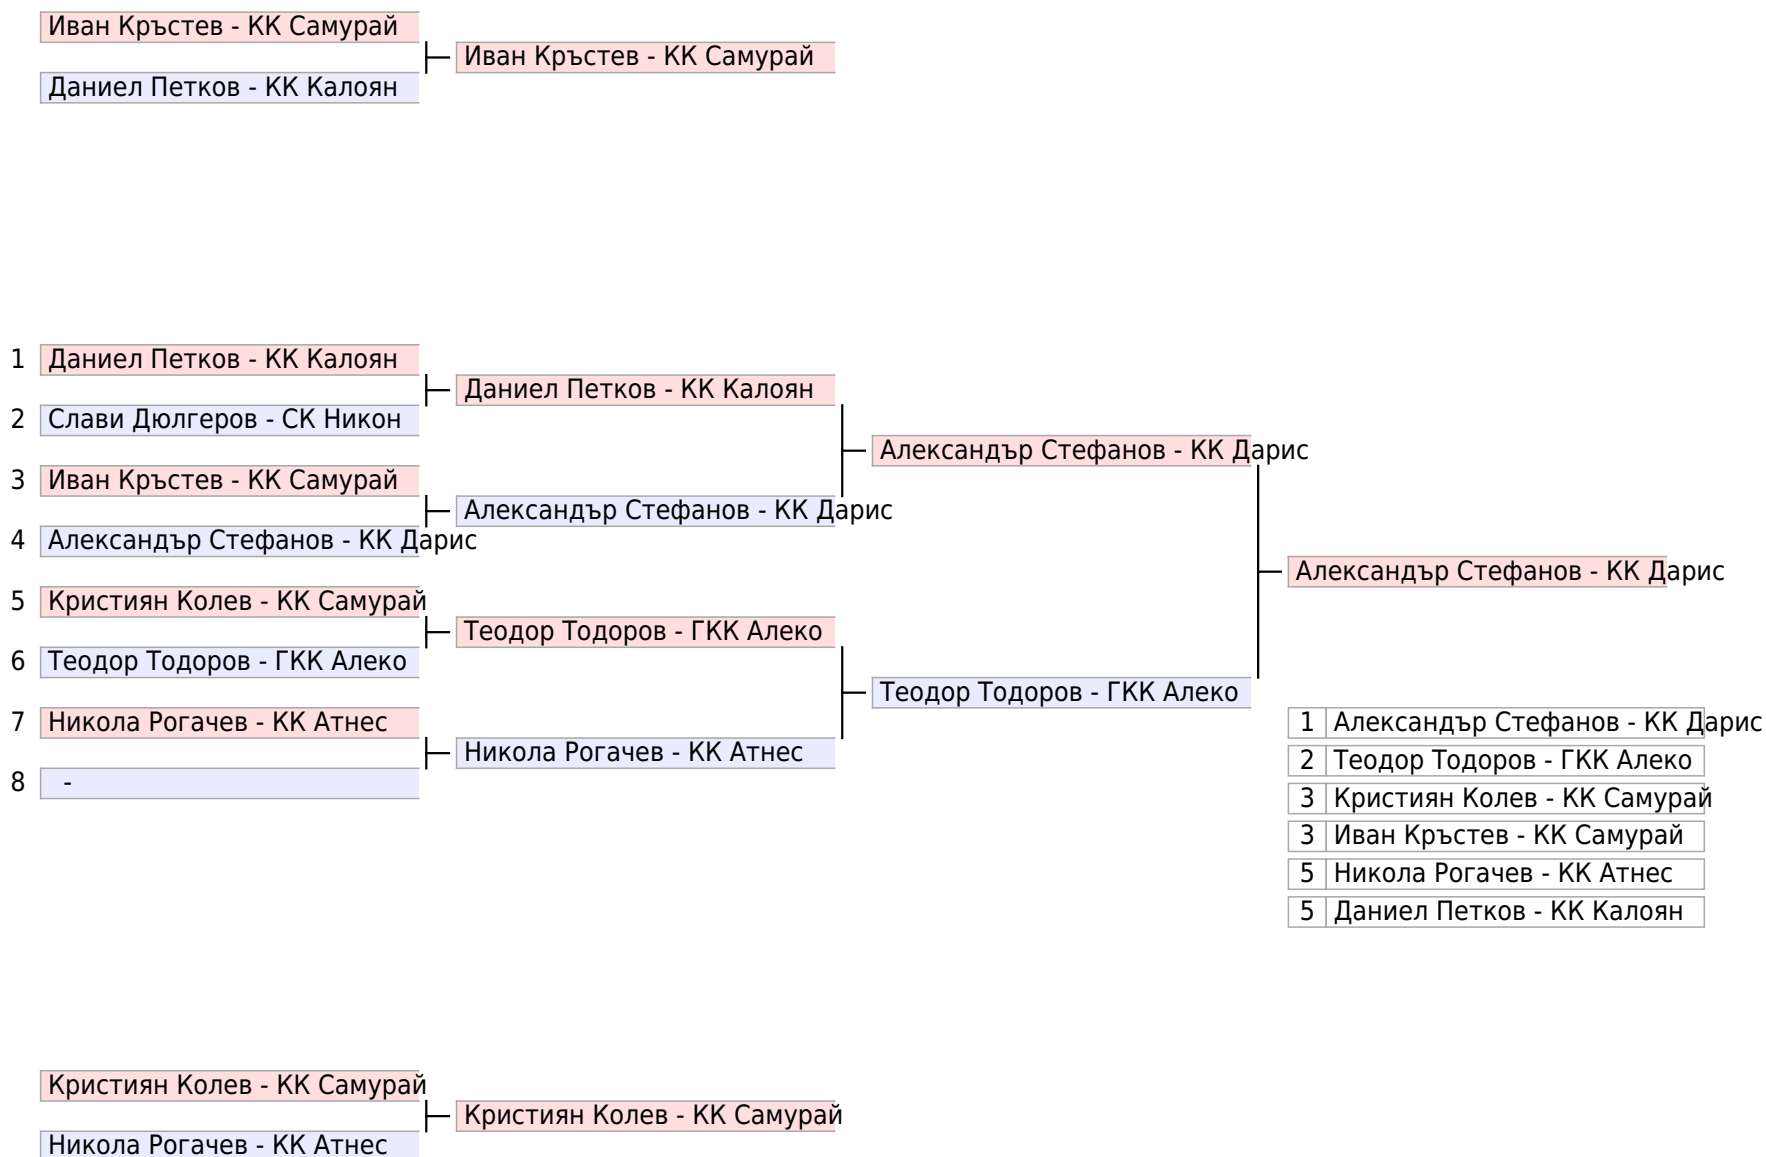 Иван Кръстев - КК Самурай
Иван Кръстев - КК Самурай
Даниел Петков - КК Калоян
1 Даниел Петков - КК Калоян
Даниел Петков - КК Калоян
2 Слави Дюлгеров - СК Никон
Александър Стефанов - КК Дарис
3 Иван Кръстев - КК Самурай
Александър Стефанов - КК Дарис
4 Александър Стефанов - КК Дарис
Александър Стефанов - КК Дарис
5 Кристиян Колев - КК Самурай
Теодор Тодоров - ГКК Алеко
6 Теодор Тодоров - ГКК Алеко
Теодор Тодоров - ГКК Алеко
7 Никола Рогачев - КК Атнес
Никола Рогачев - КК Атнес
8 -
1 Александър Стефанов - КК Дарис
2 Теодор Тодоров - ГКК Алеко
3 Кристиян Колев - КК Самурай
3 Иван Кръстев - КК Самурай
5 Никола Рогачев - КК Атнес
5 Даниел Петков - КК Калоян
Кристиян Колев - КК Самурай
Кристиян Колев - КК Самурай
Никола Рогачев - КК Атнес